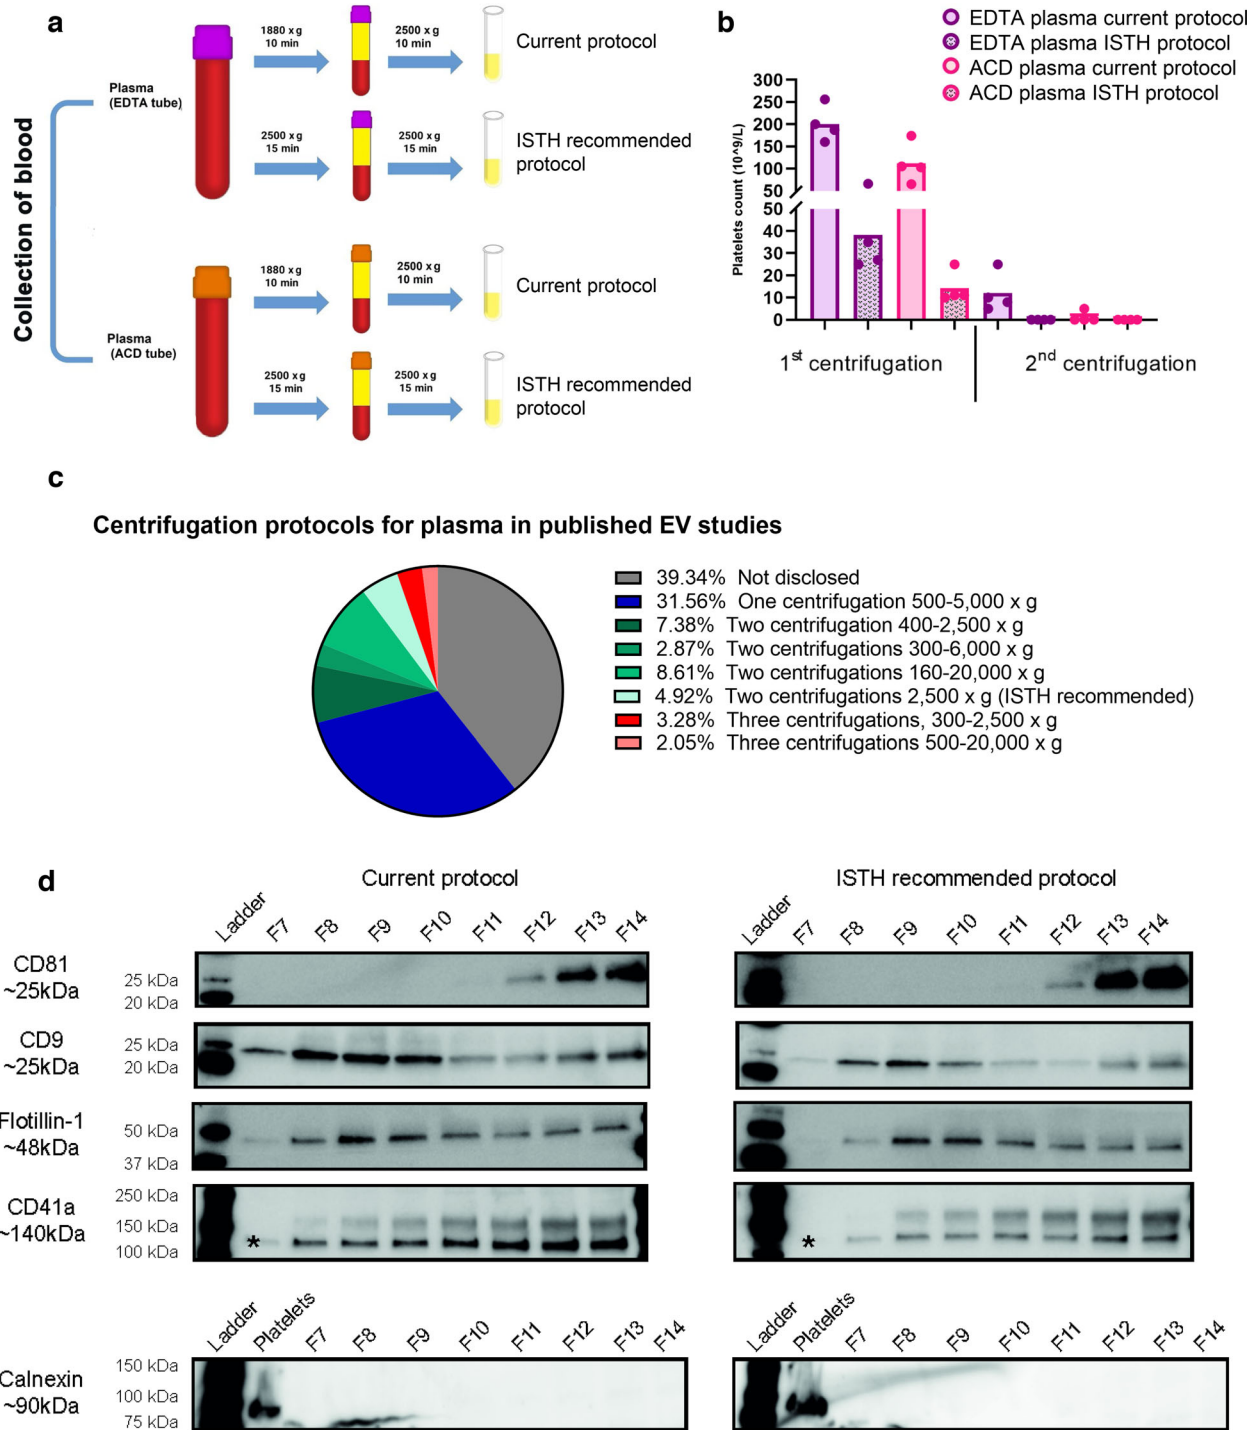 a
Collection of blood
Plasma
(EDTA tube)
1880 x g
10 min
2500 x g
10 min
Current protocol
2500 x g
15 min
2500 x g
15 min
ISTH recommended
protocol
Plasma
(ACD tube)
1880 x g
10 min
2500 x g
10 min
Current protocol
2500 x g
15 min
2500 x g
15 min
ISTH recommended
protocol
b
EDTA plasma current protocol
EDTA plasma ISTH protocol
ACD plasma current protocol
ACD plasma ISTH protocol
Platelets count (10^9/L)
300
250
200
150
100
50
50
40
30
20
10
0
1st centrifugation
2nd centrifugation
c
Centrifugation protocols for plasma in published EV studies
39.34% Not disclosed
31.56% One centrifugation 500-5,000 x g
7.38% Two centrifugation 400-2,500 x g
2.87% Two centrifugations 300-6,000 x g
8.61% Two centrifugations 160-20,000 x g
4.92% Two centrifugations 2,500 x g (ISTH recommended)
3.28% Three centrifugations, 300-2,500 x g
2.05% Three centrifugations 500-20,000 x g
d
Current protocol
Ladder F7 F8 F9 F10 F11 F12 F13 F14
ISTH recommended protocol
Ladder F7 F8 F9 F10 F11 F12 F13 F14
CD81
~25kDa
25 kDa
20 kDa
CD9
~25kDa
25 kDa
20 kDa
Flotillin-1
~48kDa
50 kDa
37 kDa
CD41a
~140kDa
250 kDa
150 kDa
100 kDa
*
*
Ladder Platelets F7 F8 F9 F10 F11 F12 F13 F14
Ladder Platelets F7 F8 F9 F10 F11 F12 F13 F14
Calnexin
~90kDa
150 kDa
100 kDa
75 kDa